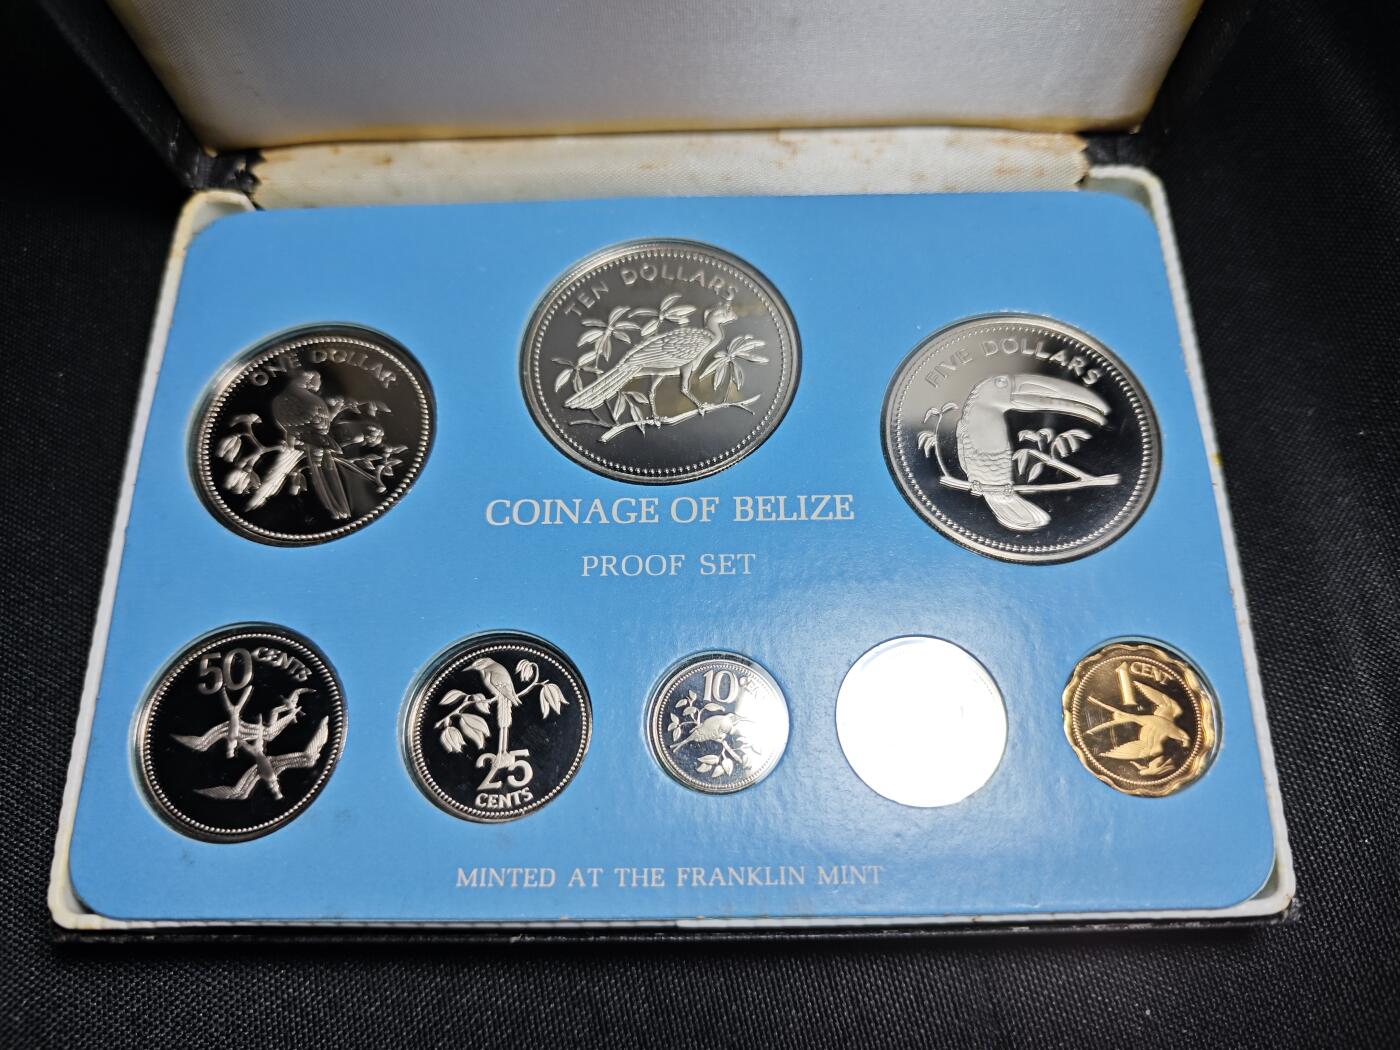 TEN DOLLARS
ONE DOLLAR
FIVE DOLLARS
COINAGE OF BELIZE
PROOF SET
50 CENTS
25
CENTS
10
1 CENT
MINTED AT THE FRANKLIN MINT